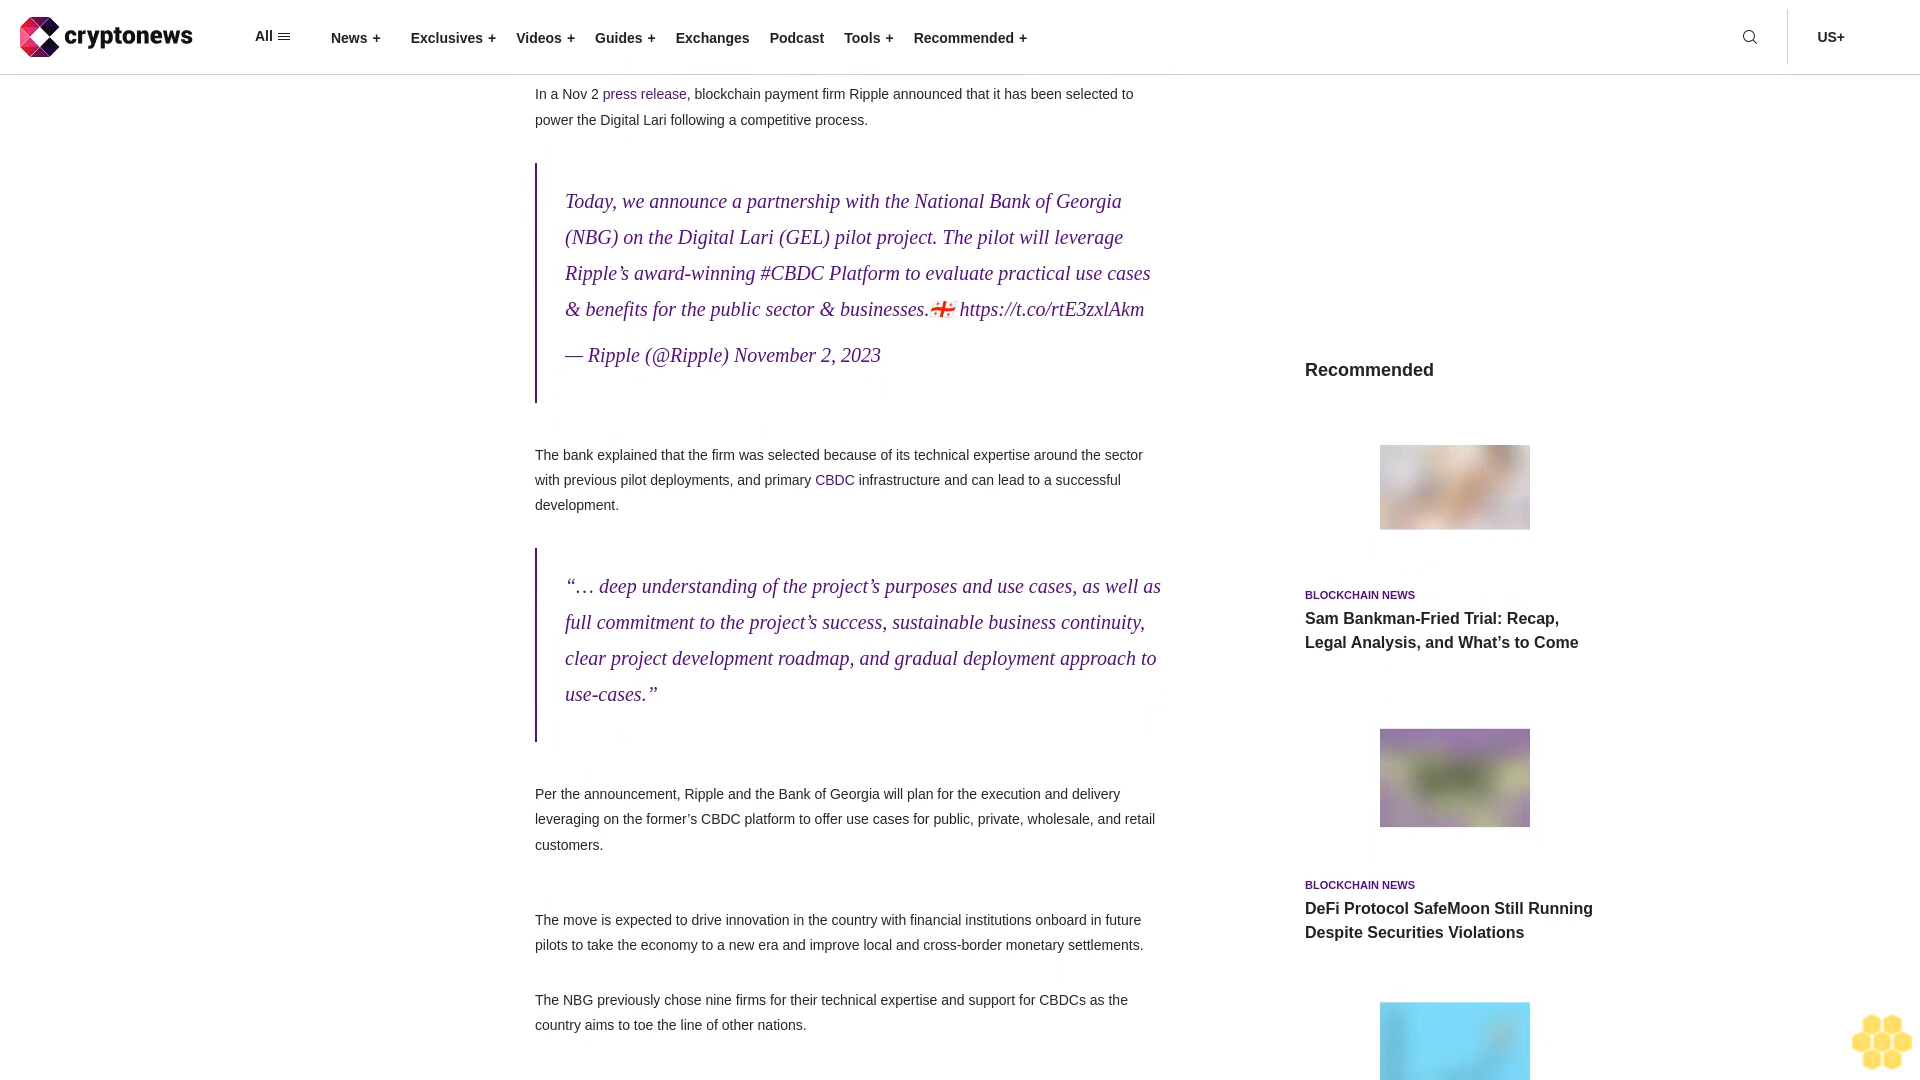 cryptonews
All
News +
Exclusives +
Videos +
Guides +
Exchanges
Podcast
Tools +
Recommended +
US+
In a Nov 2 press release, blockchain payment firm Ripple announced that it has been selected to
power the Digital Lari following a competitive process.
Today, we announce a partnership with the National Bank of Georgia
(NBG) on the Digital Lari (GEL) pilot project. The pilot will leverage
Ripple’s award-winning #CBDC Platform to evaluate practical use cases
& benefits for the public sector & businesses.🇬🇪 https://t.co/rtE3zxlAkm
— Ripple (@Ripple) November 2, 2023
The bank explained that the firm was selected because of its technical expertise around the sector
with previous pilot deployments, and primary CBDC infrastructure and can lead to a successful
development.
“… deep understanding of the project’s purposes and use cases, as well as
full commitment to the project’s success, sustainable business continuity,
clear project development roadmap, and gradual deployment approach to
use-cases.”
Per the announcement, Ripple and the Bank of Georgia will plan for the execution and delivery
leveraging on the former’s CBDC platform to offer use cases for public, private, wholesale, and retail
customers.
The move is expected to drive innovation in the country with financial institutions onboard in future
pilots to take the economy to a new era and improve local and cross-border monetary settlements.
The NBG previously chose nine firms for their technical expertise and support for CBDCs as the
country aims to toe the line of other nations.
Recommended
BLOCKCHAIN NEWS
Sam Bankman-Fried Trial: Recap,
Legal Analysis, and What’s to Come
BLOCKCHAIN NEWS
DeFi Protocol SafeMoon Still Running
Despite Securities Violations